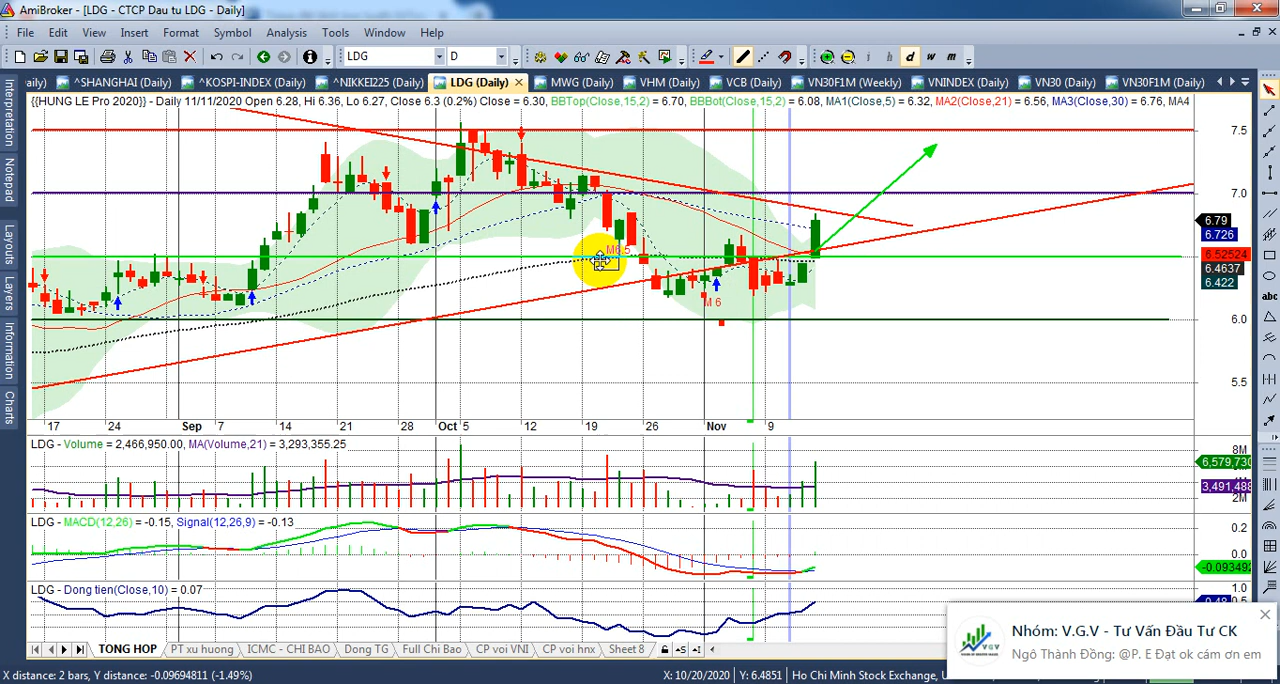 AmiBroker - [LDG - CTCP Dau tu LDG - Daily]
File Edit View Insert Format Symbol Analysis Tools Window Help
LDG D h i d w m
aily) ^SHANGHAI (Daily) ^KOSPI-INDEX (Daily) ^NIKKEI225 (Daily) LDG (Daily) MWG (Daily) VHM (Daily) VCB (Daily) VN30F1M (Weekly) VNINDEX (Daily) VN30 (Daily) VN30F1M (Daily)
{{HUNG LE Pro 2020}} - Daily 11/11/2020 Open 6.28, Hi 6.36, Lo 6.27, Close 6.3 (0.2%) Close = 6.30, BBTop(Close,15,2) = 6.70, BBBot(Close,15,2) = 6.08, MA1(Close,5) = 6.32, MA2(Close,21) = 6.56, MA3(Close,30) = 6.76, MA4
Interpretation
Notepad
Layouts
Layers
Information
Charts
abc
7.5
7.0
6.79
6.726
6.52524
6.4637
6.422
6.0
5.5
M6.5
M 6
17 24 Sep 7 14 21 28 Oct 5 12 19 26 Nov 9
LDG - Volume = 2,466,950.00, MA(Volume,21) = 3,293,355.25
8M
6,579,730
3,491,488
2M
LDG - MACD(12,26) = -0.15, Signal(12,26,9) = -0.13
0.2
0.0
-0.093492
LDG - Dong tien(Close,10) = 0.07
1.0
Nhóm: V.G.V - Tư Vấn Đầu Tư CK
Ngô Thành Đồng: @P. E Đạt ok cám ơn em
V G V
TONG HOP PT xu huong ICMC - CHI BAO Dong TG Full Chi Bao CP voi VNI CP voi hnx Sheet 8
X distance: 2 bars, Y distance: -0.09694811 (-1.49%) X: 10/20/2020 Y: 6.4851 Ho Chi Minh Stock Exchange,